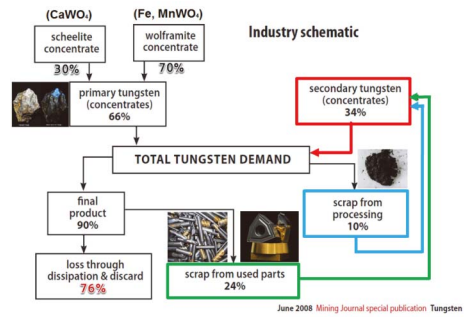 (CaWO₄)
(Fe, MnWO₄)
Industry schematic
scheelite
concentrate
30%
wolframite
concentrate
70%
primary tungsten
(concentrates)
66%
secondary tungsten
(concentrates)
34%
TOTAL TUNGSTEN DEMAND
final
product
90%
scrap from
processing
10%
loss through
dissipation & discard
76%
scrap from used parts
24%
June 2008 Mining Journal special publication Tungsten